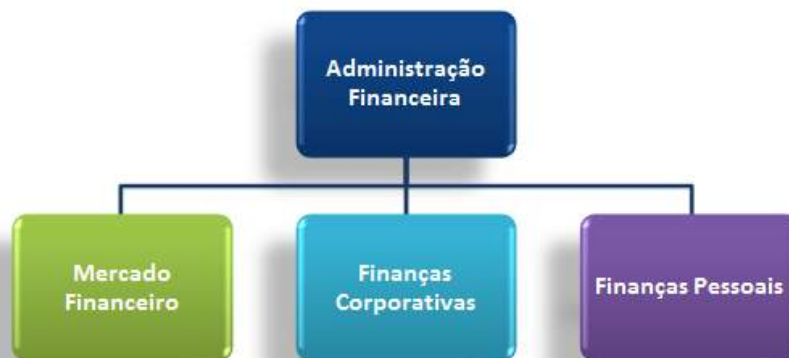 Administração
Financeira
Mercado
Financeiro
Finanças
Corporativas
Finanças Pessoais